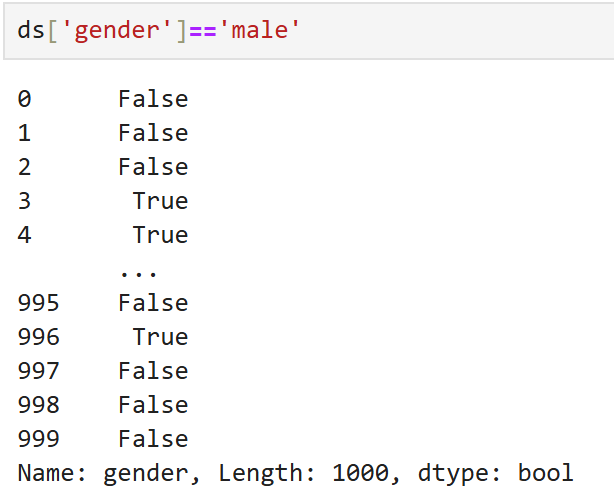 ds['gender']=='male'
0      False
1      False
2      False
3       True
4       True
       ...
995    False
996     True
997    False
998    False
999    False
Name: gender, Length: 1000, dtype: bool